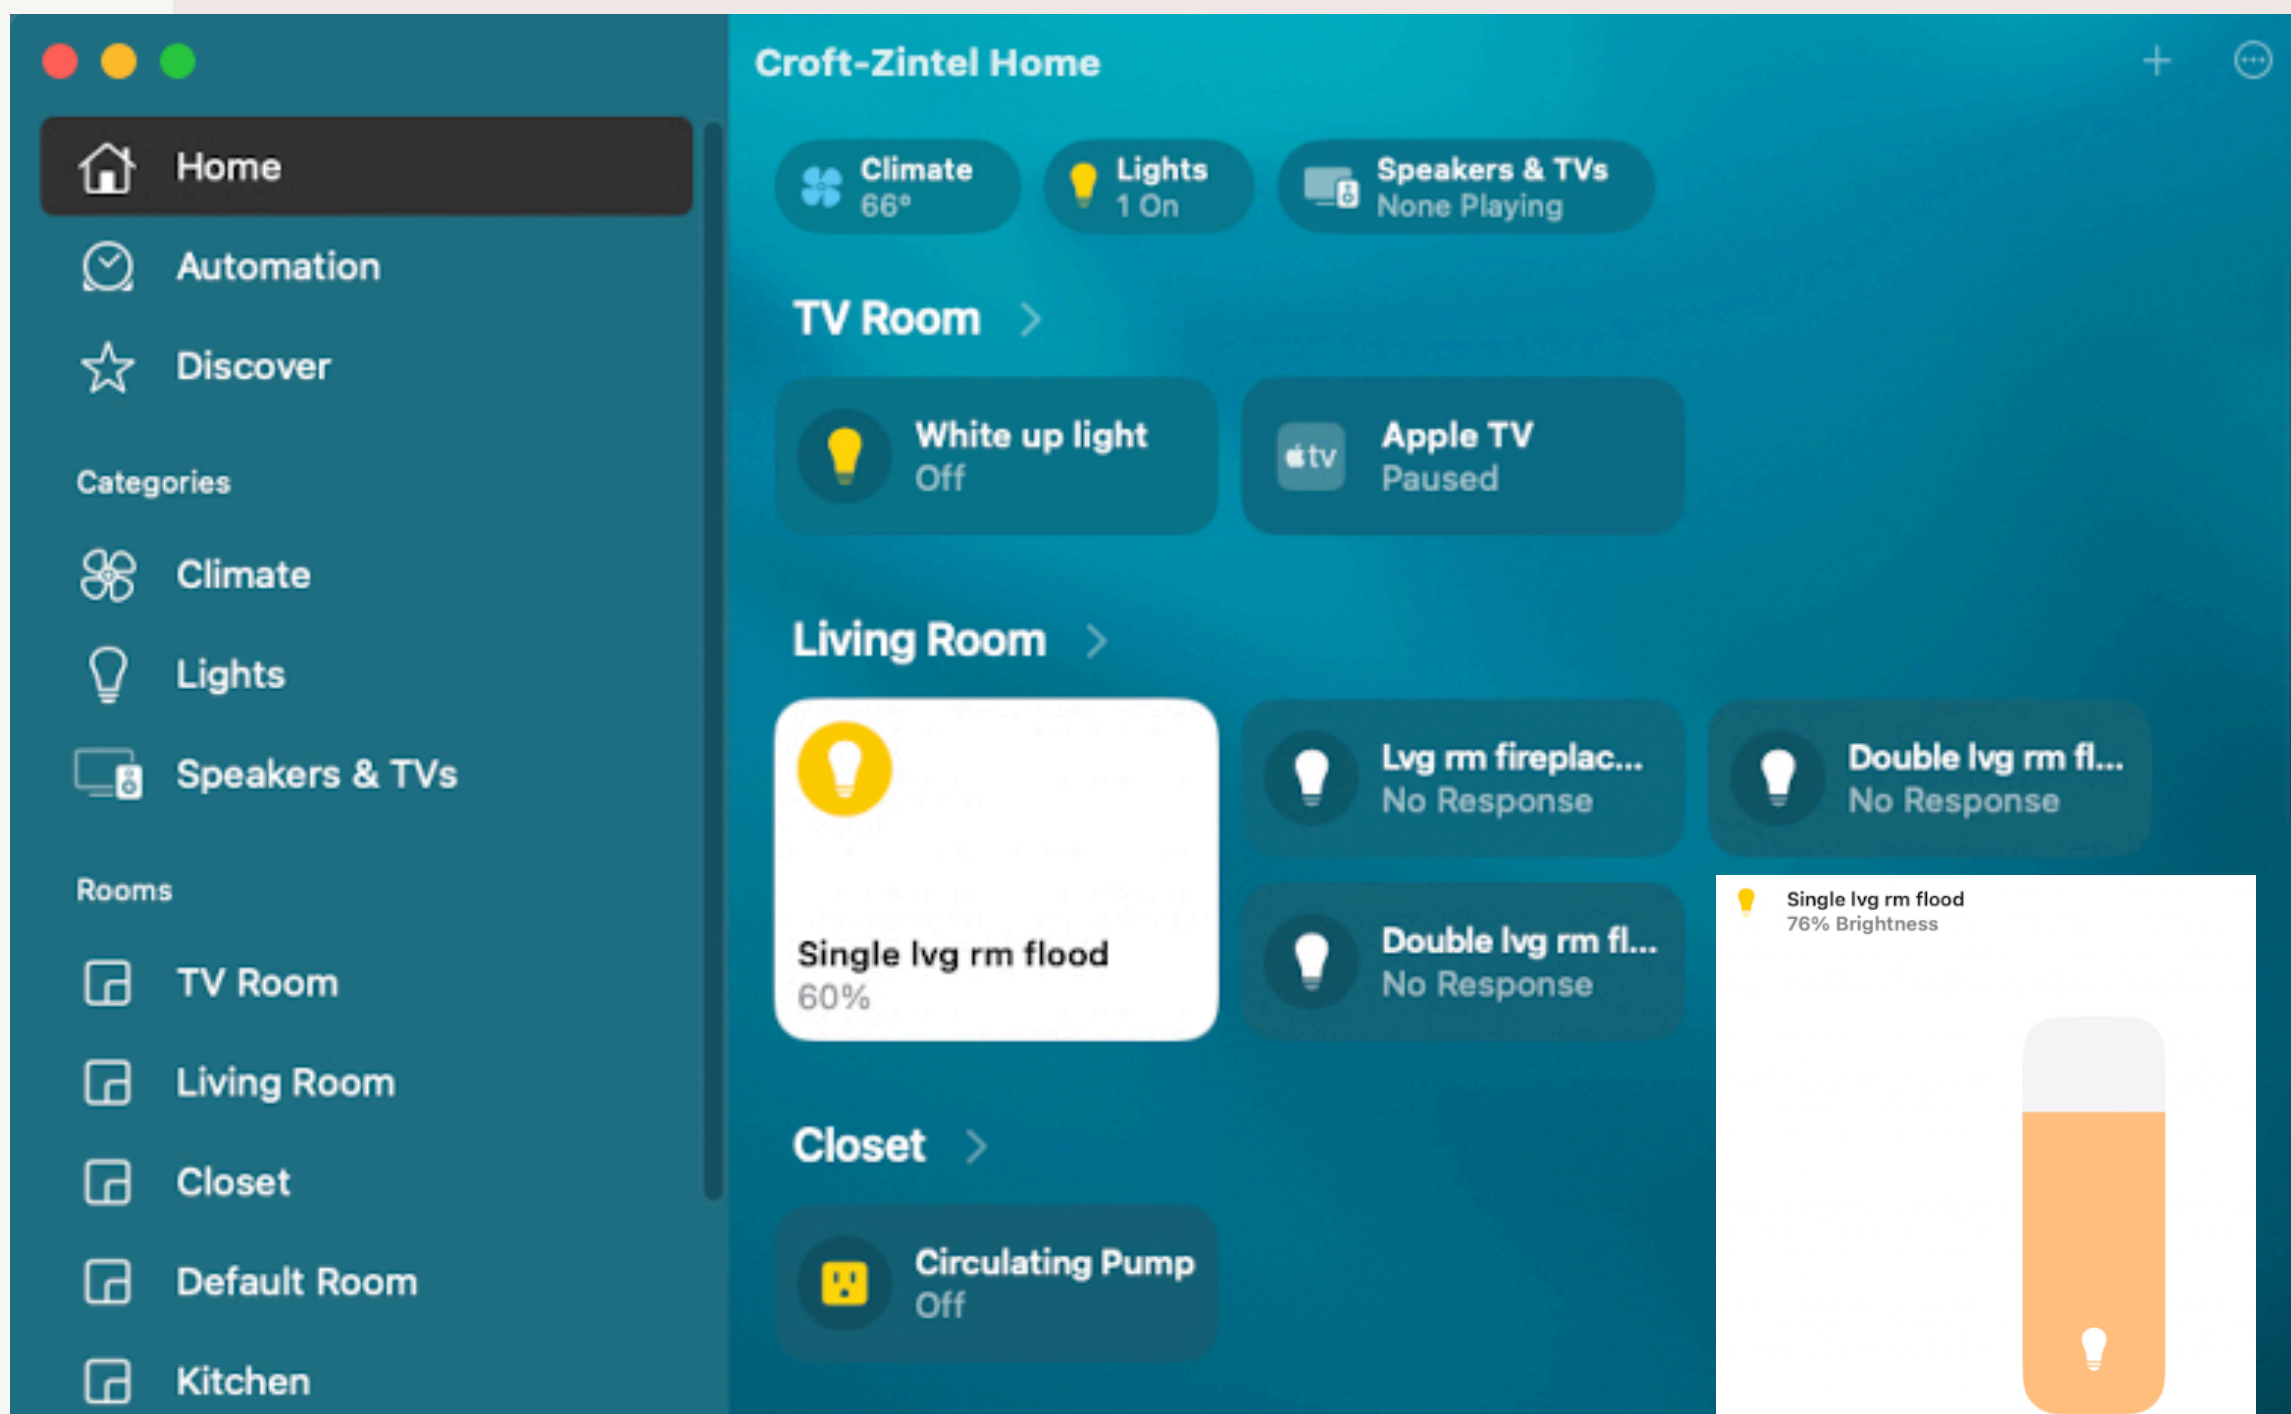 Home
Automation
Discover
Categories
Climate
Lights
Speakers & TVs
Rooms
TV Room
Living Room
Closet
Default Room
Kitchen
Croft-Zintel Home
Climate
66°
Lights
1 On
Speakers & TVs
None Playing
TV Room
White up light
Off
tv
Apple TV
Paused
Living Room
Single lvg rm flood
60%
Lvg rm fireplac...
No Response
Double lvg rm fl...
No Response
Double lvg rm fl...
No Response
Closet
Circulating Pump
Off
Single lvg rm flood
76% Brightness